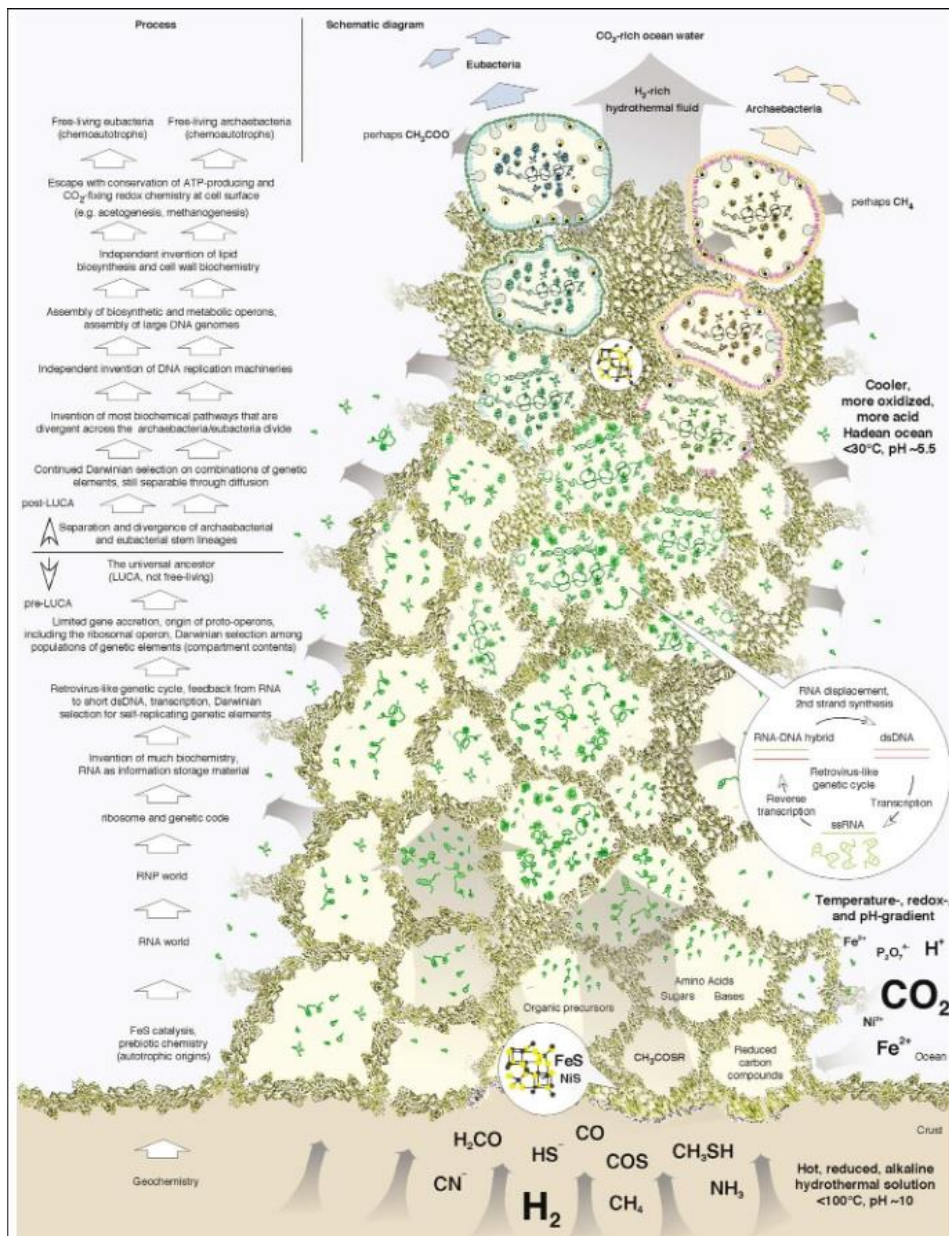 Process
Schematic diagram
CO₂-rich ocean water
Eubacteria
H₂-rich
hydrothermal fluid
Archaebacteria
Free-living eubacteria
(chemoautotrophs)
Free-living archaebacteria
(chemoautotrophs)
perhaps CH₃COO⁻
perhaps CH₄
Escape with conservation of ATP-producing and
CO₂-fixing redox chemistry at cell surface
(e.g. acetogenesis, methanogenesis)
Independent invention of lipid
biosynthesis and cell wall biochemistry
Assembly of biosynthetic and metabolic operons,
assembly of large DNA genomes
Independent invention of DNA replication machineries
Invention of most biochemical pathways that are
divergent across the archaebacteria/eubacteria divide
Continued Darwinian selection on combinations of genetic
elements, still separable through diffusion
post-LUCA
Separation and divergence of archaebacterial
and eubacterial stem lineages
The universal ancestor
(LUCA, not free-living)
pre-LUCA
Limited gene accretion, origin of proto-operons,
including the ribosomal operon, Darwinian selection among
populations of genetic elements (compartment contents)
Retrovirus-like genetic cycle, feedback from RNA
to short dsDNA, transcription, Darwinian
selection for self-replicating genetic elements
Invention of much biochemistry,
RNA as information storage material
ribosome and genetic code
RNP world
RNA world
FeS catalysis,
prebiotic chemistry
(autotrophic origins)
Geochemistry
Cooler,
more oxidized,
more acid
Hadean ocean
<30°C, pH ~5.5
RNA displacement,
2nd strand synthesis
RNA-DNA hybrid
dsDNA
Retrovirus-like
genetic cycle
Reverse
transcription
Transcription
ssRNA
Temperature-, redox-,
and pH-gradient
P₂O₇⁴⁻
H⁺
CO₂
Ni²⁺
Fe²⁺
Ocean
Organic precursors
Amino Acids
Sugars
Bases
FeS
NiS
CH₃COSR
Reduced
carbon
compounds
Crust
H₂CO
CO
HS⁻
COS
CH₃SH
CN⁻
H₂
CH₄
NH₃
Hot, reduced, alkaline
hydrothermal solution
<100°C, pH ~10